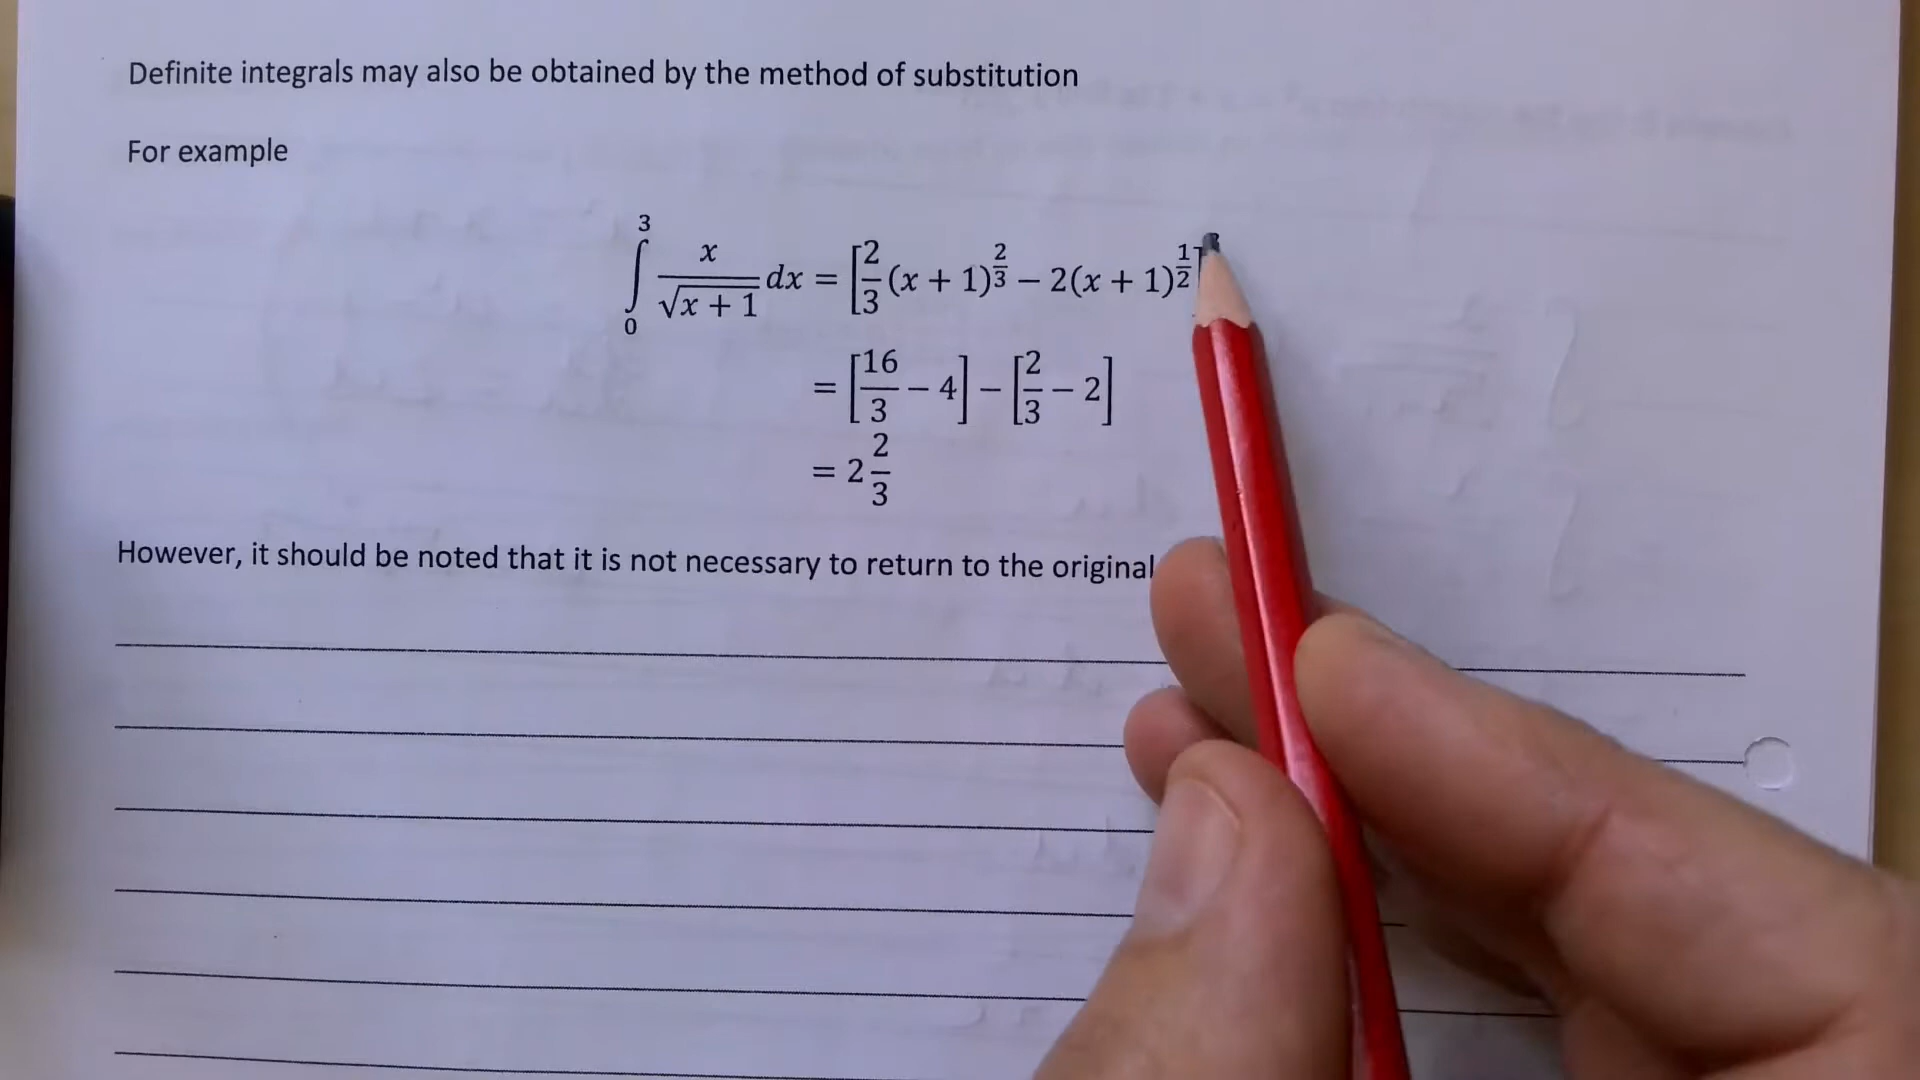 Definite integrals may also be obtained by the method of substitution
For example
∫₀³ x/√(x + 1) dx = [2/3 (x + 1)^(2/3) − 2(x + 1)^(1/2)]
= [16/3 − 4] − [2/3 − 2]
= 2 2/3
However, it should be noted that it is not necessary to return to the original